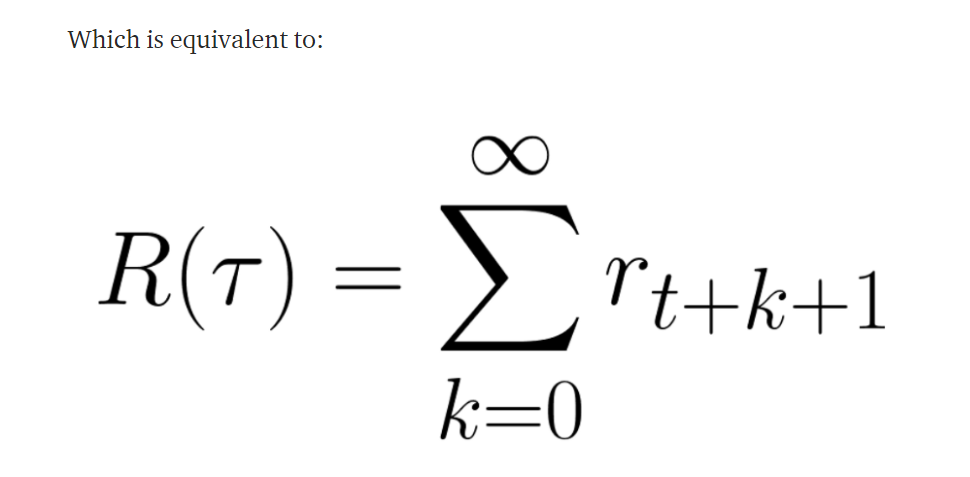 Which is equivalent to:
R(τ) = ∑_{k=0}^{∞} r_{t+k+1}